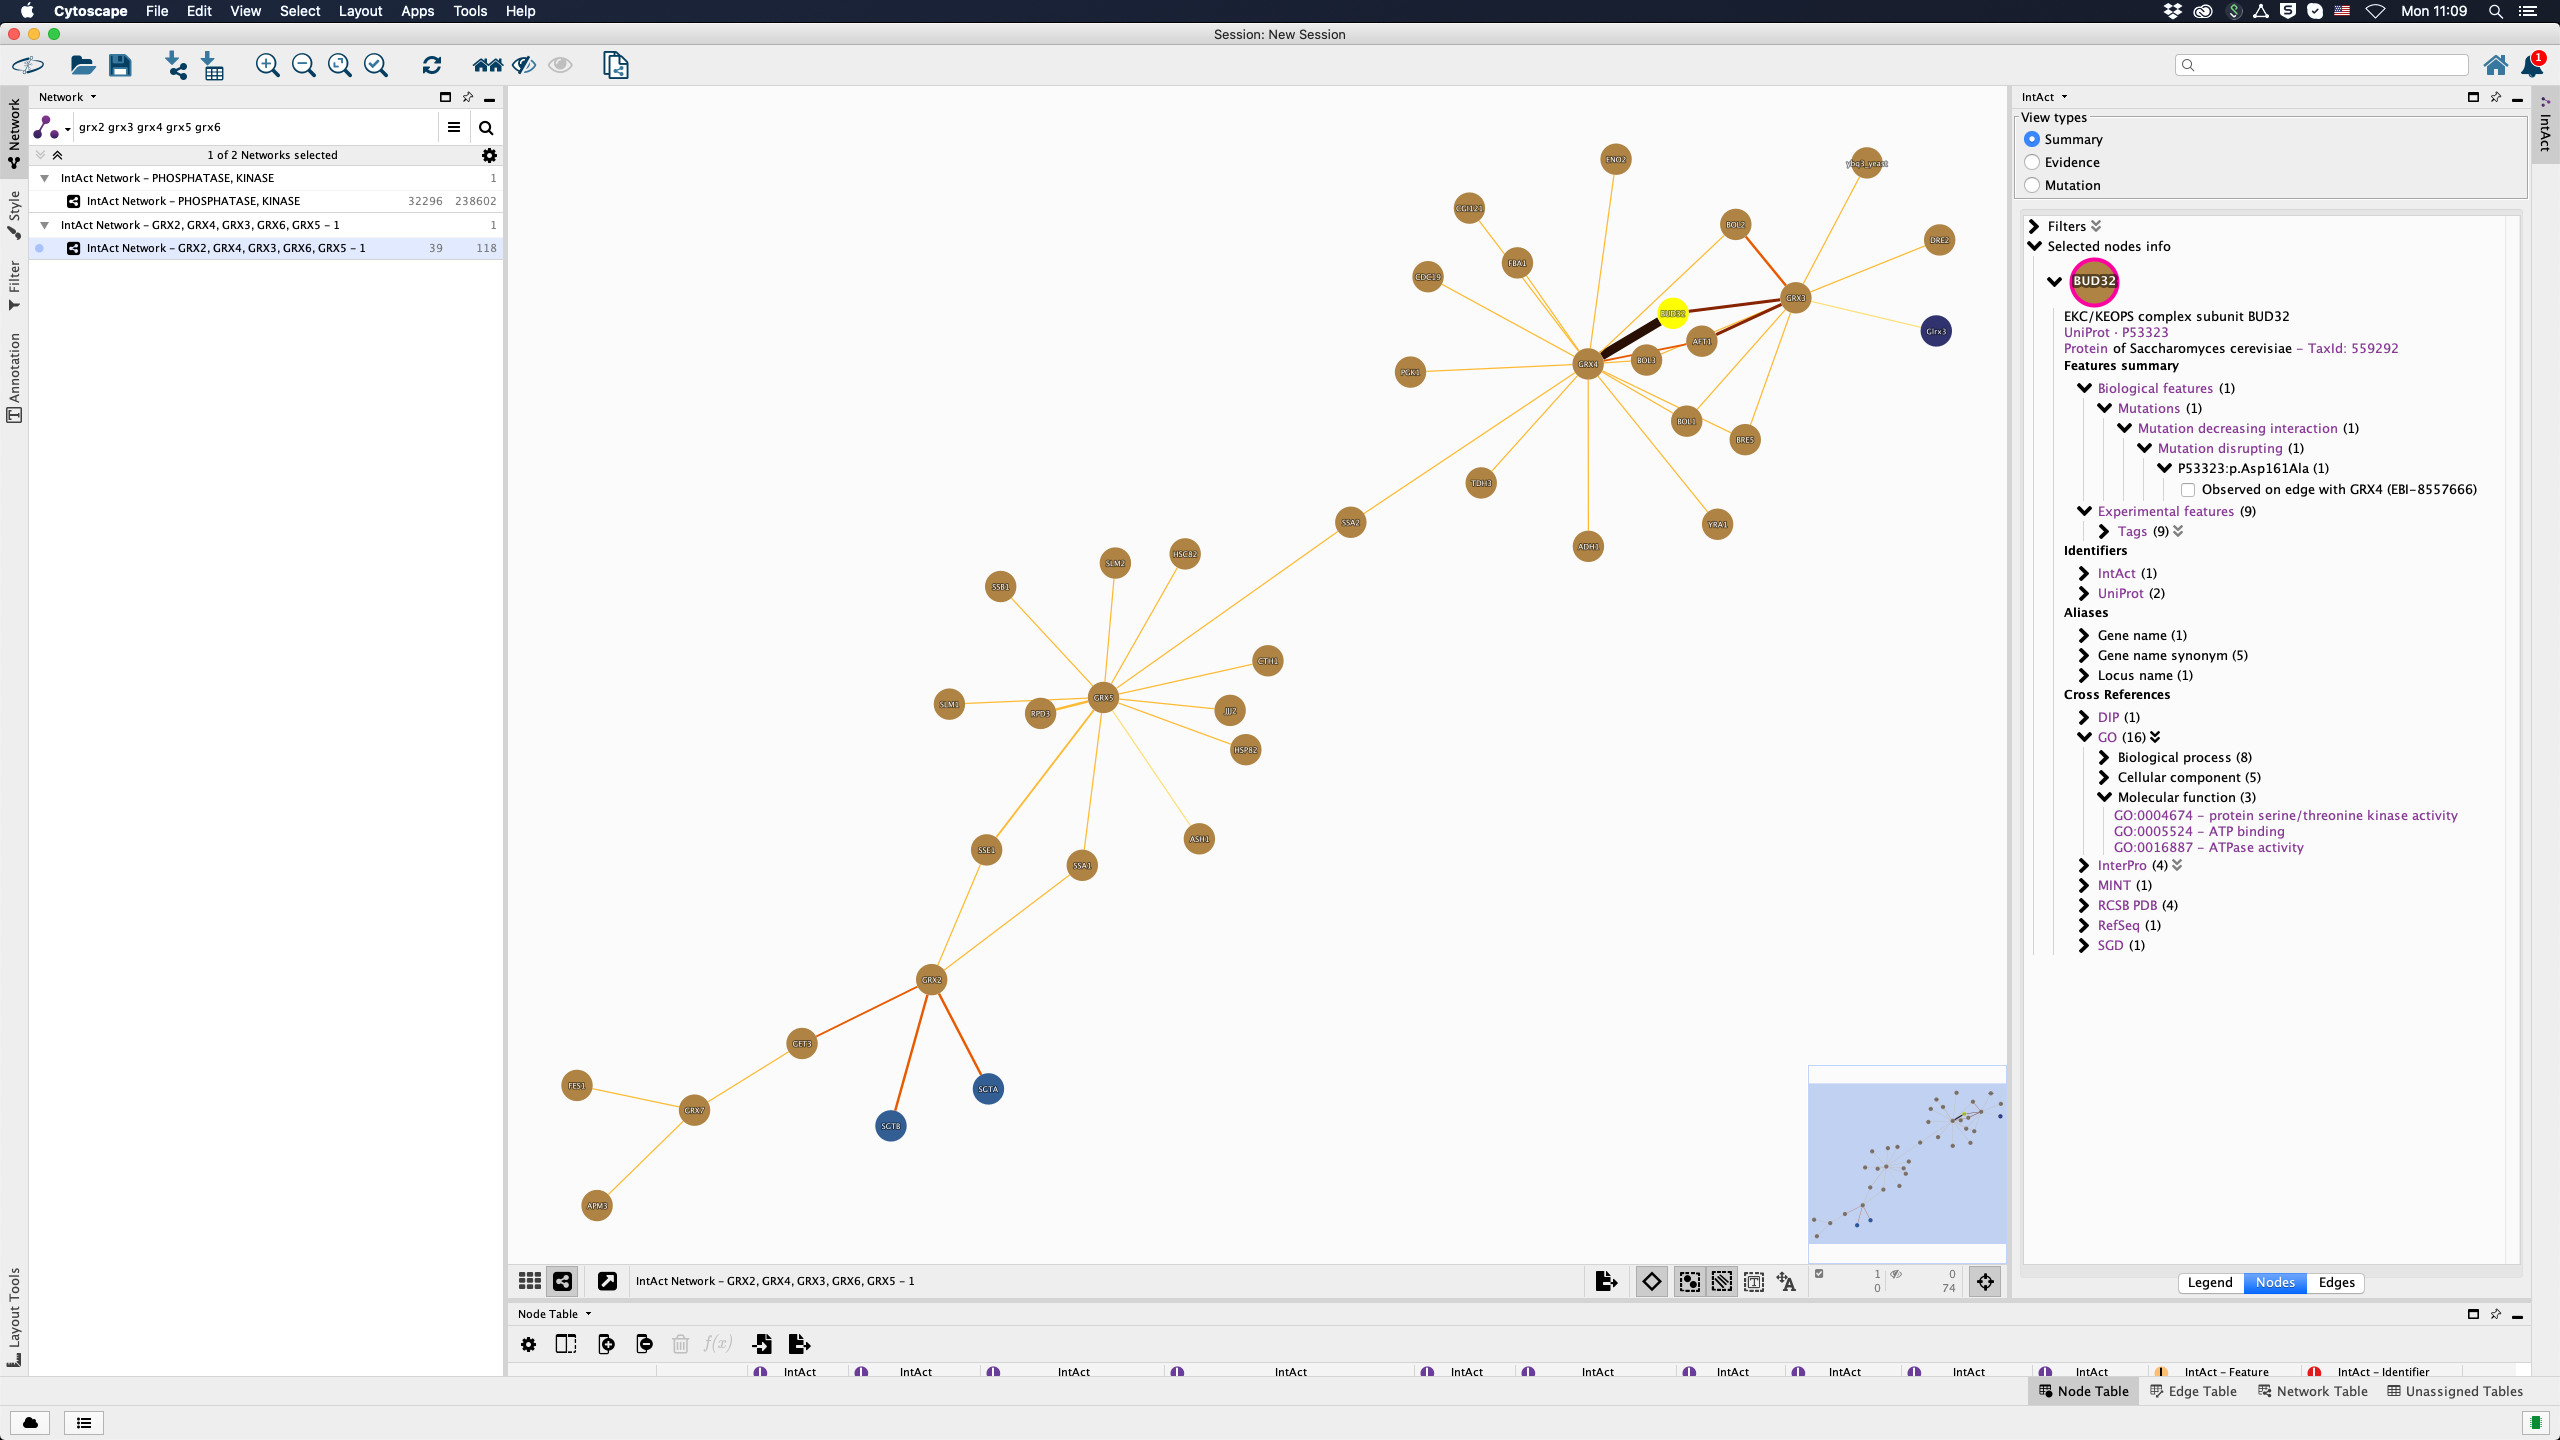 Cytoscape File Edit View Select Layout Apps Tools Help
Mon 11:09
Session: New Session
1
Network
grx2 grx3 grx4 grx5 grx6
1 of 2 Networks selected
IntAct Network – PHOSPHATASE, KINASE 1
IntAct Network – PHOSPHATASE, KINASE 32296 238602
IntAct Network – GRX2, GRX4, GRX3, GRX6, GRX5 – 1 1
IntAct Network – GRX2, GRX4, GRX3, GRX6, GRX5 – 1 39 118
Network
Style
Filter
Annotation
Layout Tools
ENO2
ybq3_yeast
CGI121
BOL2
DRE2
FBA1
CDC19
GRX3
BUD32
Glrx3
AFT1
BOL3
GRX4
PGK1
BOL1
BRE5
TDH3
SSA2
YRA1
ADH1
HSC82
SLM2
SSB1
CTH1
GRX5
SLM1
RPD3
JJJ2
HSP82
ASH1
SSE1
SSA1
GRX2
GET3
FES1
SGTA
GRX7
SGTB
APM3
IntAct Network – GRX2, GRX4, GRX3, GRX6, GRX5 – 1
1 0
0 74
IntAct
View types
Summary
Evidence
Mutation
Filters
Selected nodes info
BUD32
EKC/KEOPS complex subunit BUD32
UniProt · P53323
Protein of Saccharomyces cerevisiae – TaxId: 559292
Features summary
Biological features (1)
Mutations (1)
Mutation decreasing interaction (1)
Mutation disrupting (1)
P53323:p.Asp161Ala (1)
Observed on edge with GRX4 (EBI-8557666)
Experimental features (9)
Tags (9)
Identifiers
IntAct (1)
UniProt (2)
Aliases
Gene name (1)
Gene name synonym (5)
Locus name (1)
Cross References
DIP (1)
GO (16)
Biological process (8)
Cellular component (5)
Molecular function (3)
GO:0004674 – protein serine/threonine kinase activity
GO:0005524 – ATP binding
GO:0016887 – ATPase activity
InterPro (4)
MINT (1)
RCSB PDB (4)
RefSeq (1)
SGD (1)
Legend Nodes Edges
IntAct
Node Table
f(x)
IntAct IntAct IntAct IntAct IntAct IntAct IntAct IntAct IntAct IntAct IntAct – Feature IntAct – Identifier
Node Table Edge Table Network Table Unassigned Tables